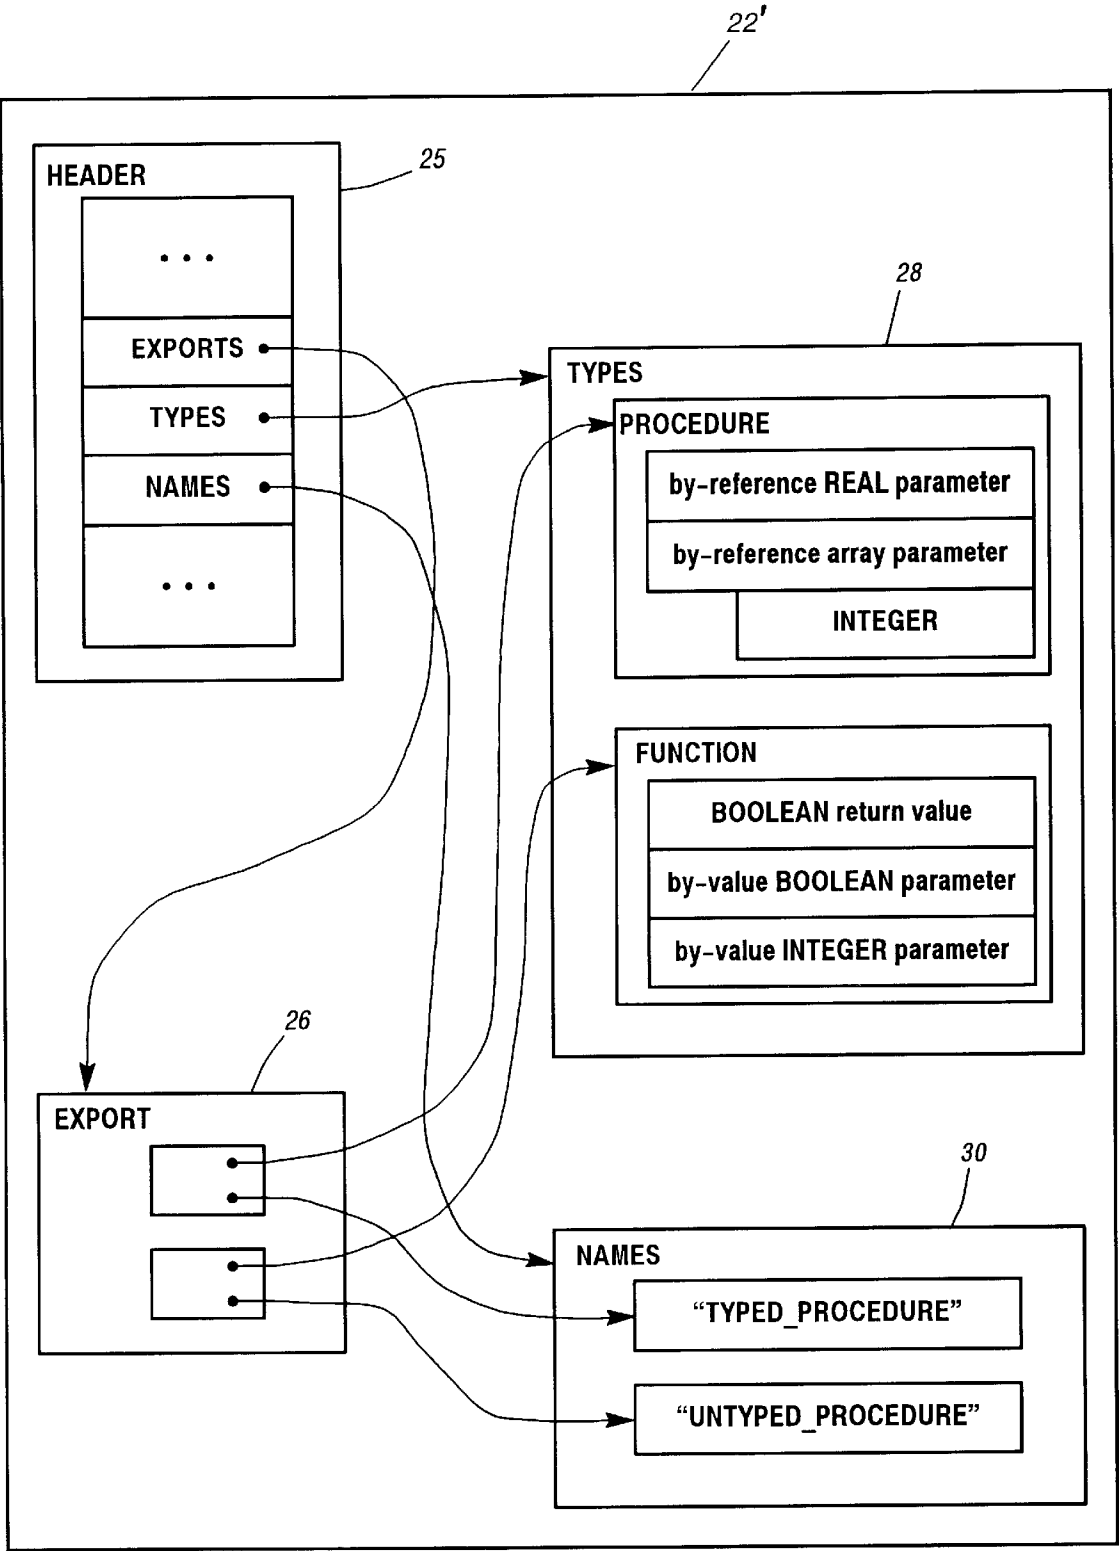 22'
HEADER
25
. . .
EXPORTS
TYPES
NAMES
. . .
28
TYPES
PROCEDURE
by-reference REAL parameter
by-reference array parameter
INTEGER
FUNCTION
BOOLEAN return value
by-value BOOLEAN parameter
by-value INTEGER parameter
26
EXPORT
30
NAMES
“TYPED_PROCEDURE”
“UNTYPED_PROCEDURE”